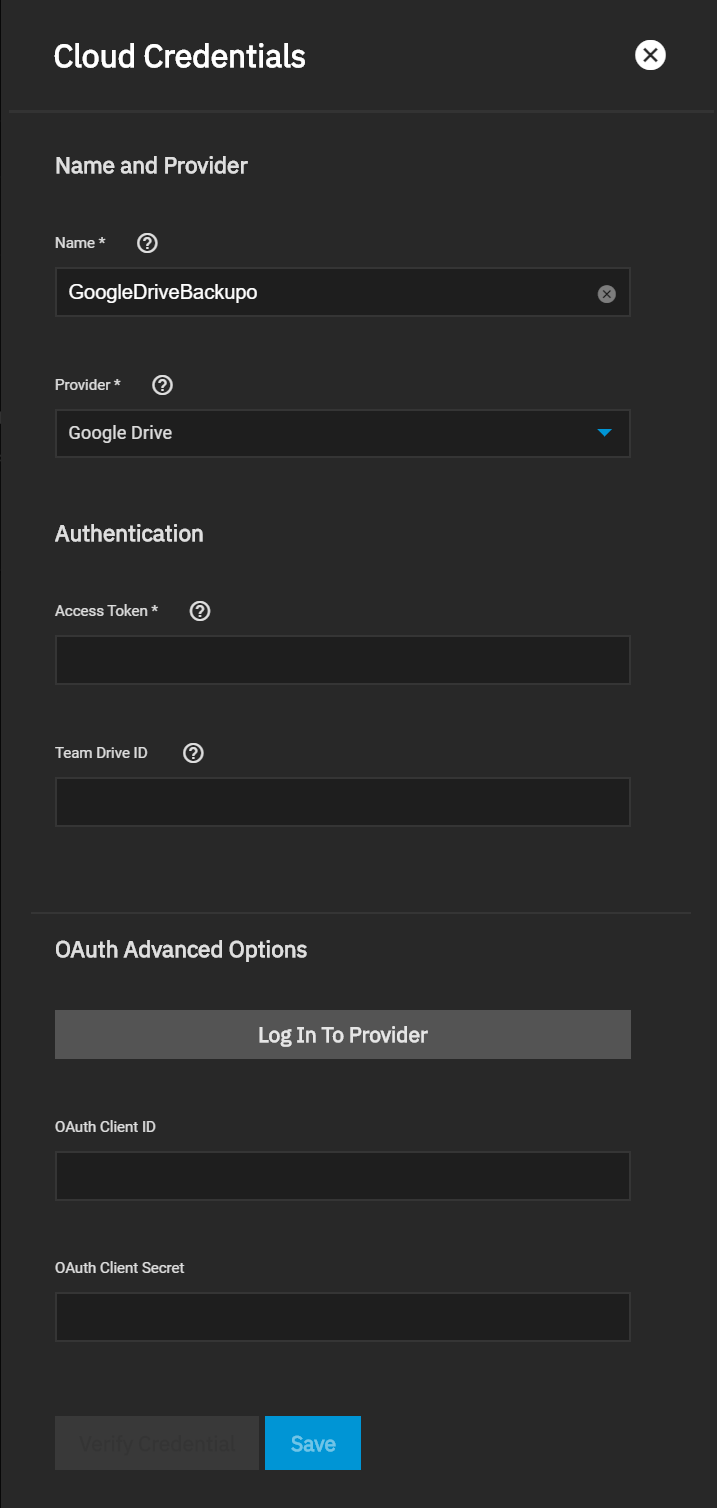 Cloud Credentials
Name and Provider
Name *
GoogleDriveBackupo
Provider *
Google Drive
Authentication
Access Token *
Team Drive ID
OAuth Advanced Options
Log In To Provider
OAuth Client ID
OAuth Client Secret
Verify Credential Save